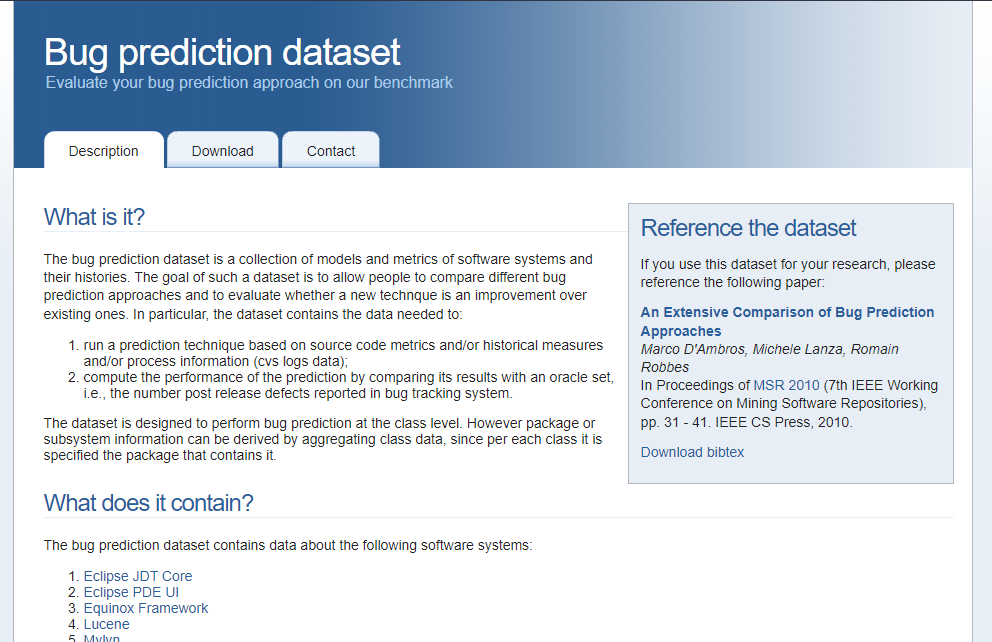 Bug prediction dataset
Evaluate your bug prediction approach on our benchmark
Description
Download
Contact
What is it?
The bug prediction dataset is a collection of models and metrics of software systems and
their histories. The goal of such a dataset is to allow people to compare different bug
prediction approaches and to evaluate whether a new technque is an improvement over
existing ones. In particular, the dataset contains the data needed to:
1. run a prediction technique based on source code metrics and/or historical measures
and/or process information (cvs logs data);
2. compute the performance of the prediction by comparing its results with an oracle set,
i.e., the number post release defects reported in bug tracking system.
The dataset is designed to perform bug prediction at the class level. However package or
subsystem information can be derived by aggregating class data, since per each class it is
specified the package that contains it.
Reference the dataset
If you use this dataset for your research, please
reference the following paper:
An Extensive Comparison of Bug Prediction
Approaches
Marco D'Ambros, Michele Lanza, Romain
Robbes
In Proceedings of MSR 2010 (7th IEEE Working
Conference on Mining Software Repositories),
pp. 31 - 41. IEEE CS Press, 2010.
Download bibtex
What does it contain?
The bug prediction dataset contains data about the following software systems:
1. Eclipse JDT Core
2. Eclipse PDE UI
3. Equinox Framework
4. Lucene
5. Mylyn